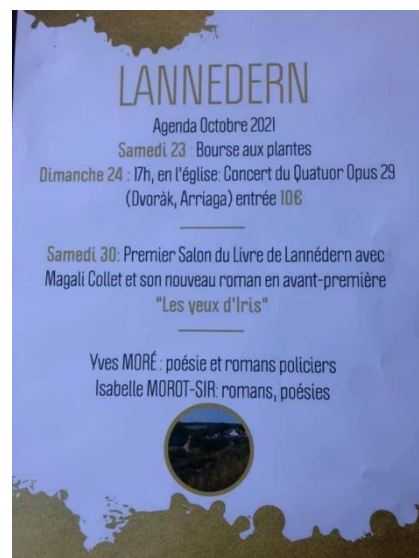 LANNEDERN
Agenda Octobre 2021
Samedi 23 : Bourse aux plantes
Dimanche 24 : 17h, en l'église: Concert du Quatuor Opus 29
(Dvoràk, Arriaga) entrée 10€
Samedi 30: Premier Salon du Livre de Lannédern avec
Magali Collet et son nouveau roman en avant-première
"Les yeux d'Iris"
Yves MORÉ : poésie et romans policiers
Isabelle MOROT-SIR: romans, poésies